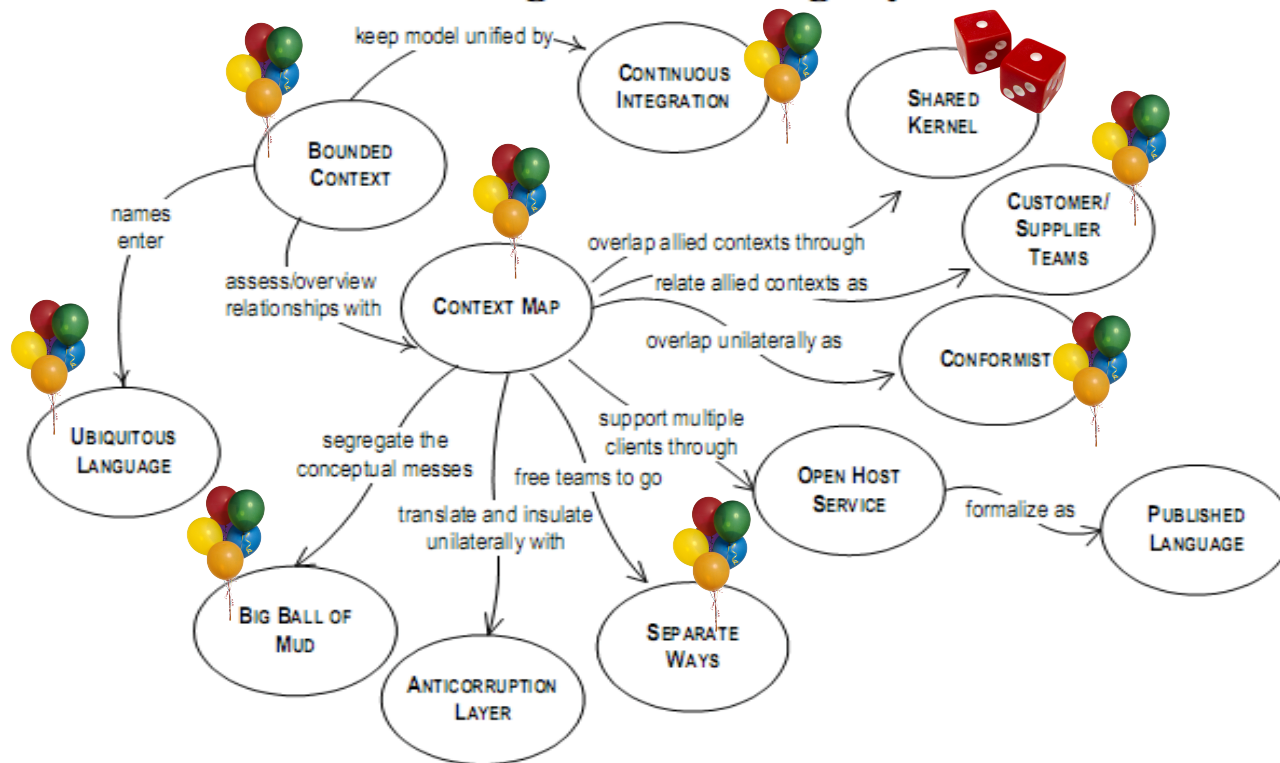 keep model unified by
CONTINUOUS
INTEGRATION
SHARED
KERNEL
BOUNDED
CONTEXT
CUSTOMER/
SUPPLIER
TEAMS
names
enter
overlap allied contexts through
assess/overview
relationships with
relate allied contexts as
CONTEXT MAP
overlap unilaterally as
CONFORMIST
support multiple
clients through
UBIQUITOUS
LANGUAGE
segregate the
conceptual messes
free teams to go
OPEN HOST
SERVICE
formalize as
PUBLISHED
LANGUAGE
translate and insulate
unilaterally with
BIG BALL OF
MUD
SEPARATE
WAYS
ANTICORRUPTION
LAYER